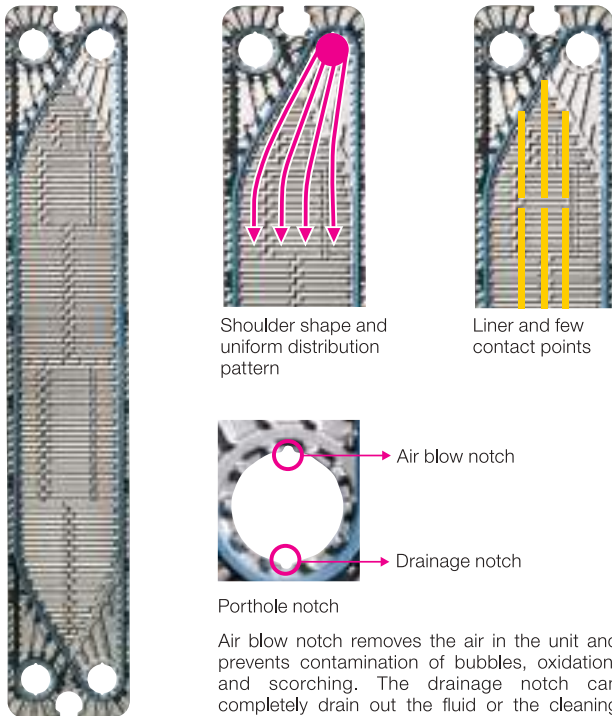 Shoulder shape and
uniform distribution
pattern
Liner and few
contact points
Air blow notch
Drainage notch
Porthole notch
Air blow notch removes the air in the unit and
prevents contamination of bubbles, oxidation
and scorching. The drainage notch can
completely drain out the fluid or the cleaning